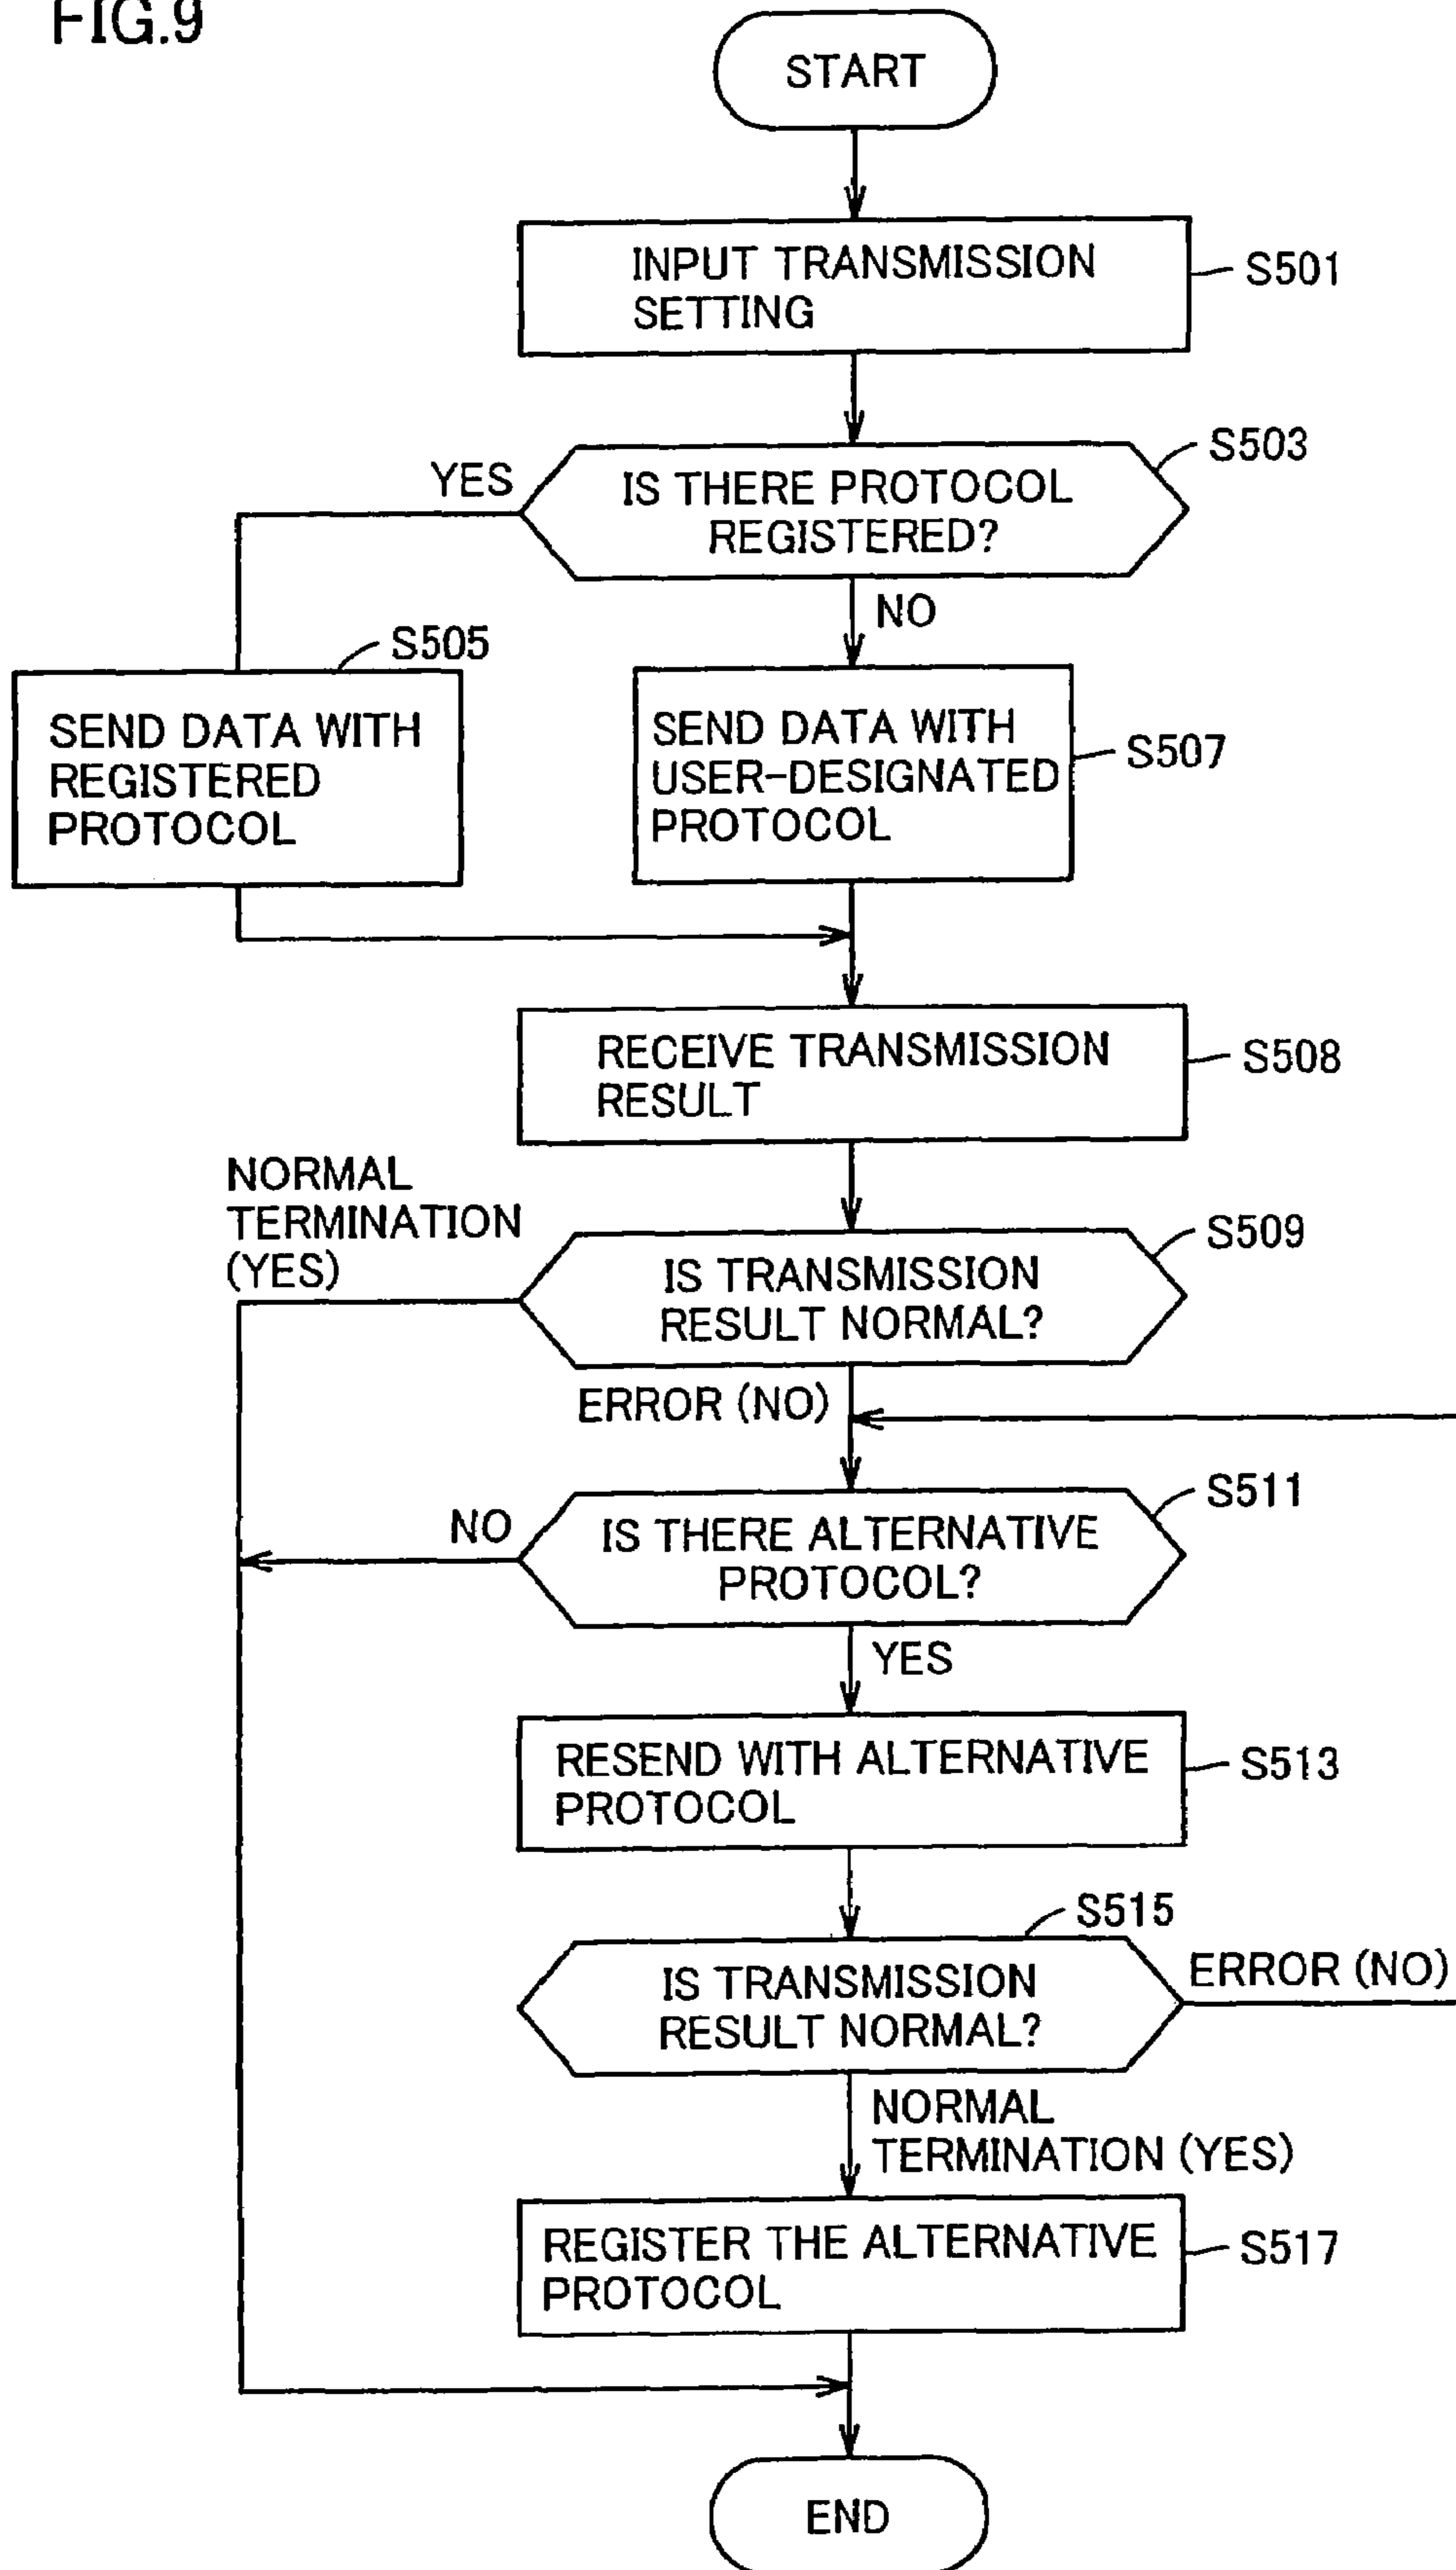 FIG.9
START
INPUT TRANSMISSION
SETTING
S501
S503
YES
IS THERE PROTOCOL
REGISTERED?
NO
S505
SEND DATA WITH
REGISTERED
PROTOCOL
SEND DATA WITH
USER-DESIGNATED
PROTOCOL
S507
RECEIVE TRANSMISSION
RESULT
S508
NORMAL
TERMINATION
(YES)
S509
IS TRANSMISSION
RESULT NORMAL?
ERROR (NO)
S511
NO
IS THERE ALTERNATIVE
PROTOCOL?
YES
RESEND WITH ALTERNATIVE
PROTOCOL
S513
S515
IS TRANSMISSION
RESULT NORMAL?
ERROR (NO)
NORMAL
TERMINATION (YES)
REGISTER THE ALTERNATIVE
PROTOCOL
S517
END